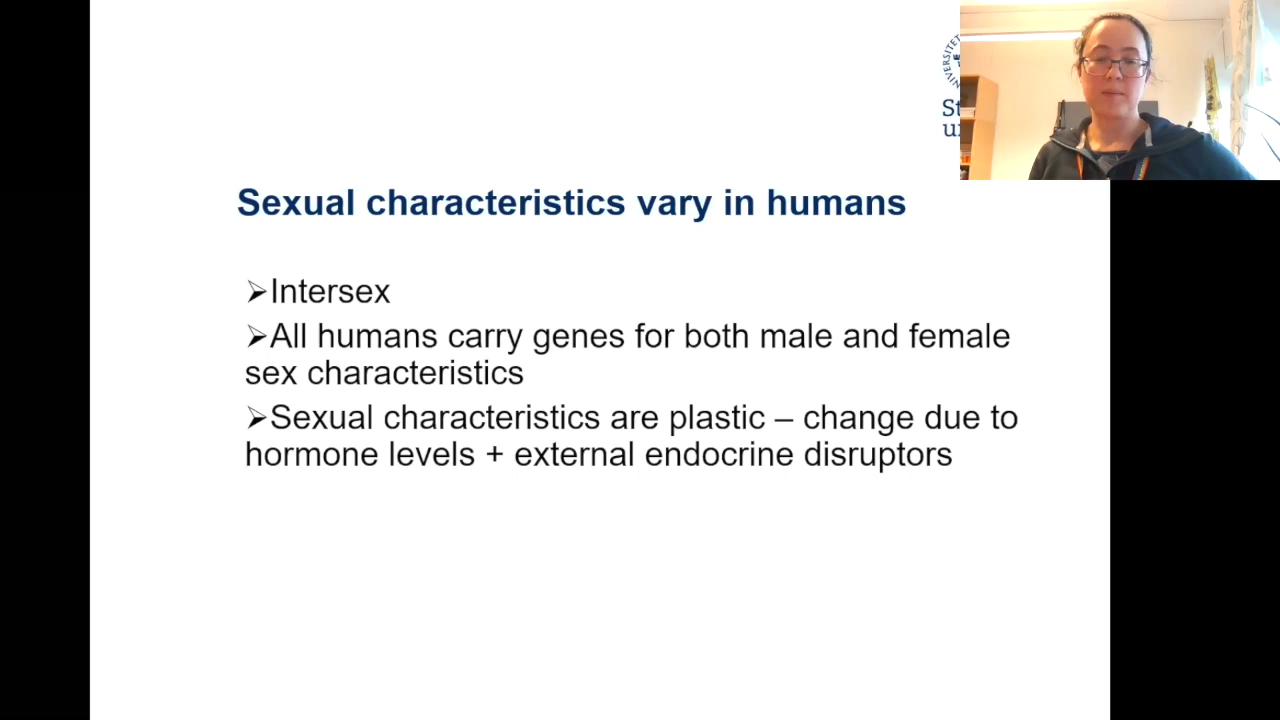 Sexual characteristics vary in humans
➢Intersex
➢All humans carry genes for both male and female
sex characteristics
➢Sexual characteristics are plastic – change due to
hormone levels + external endocrine disruptors